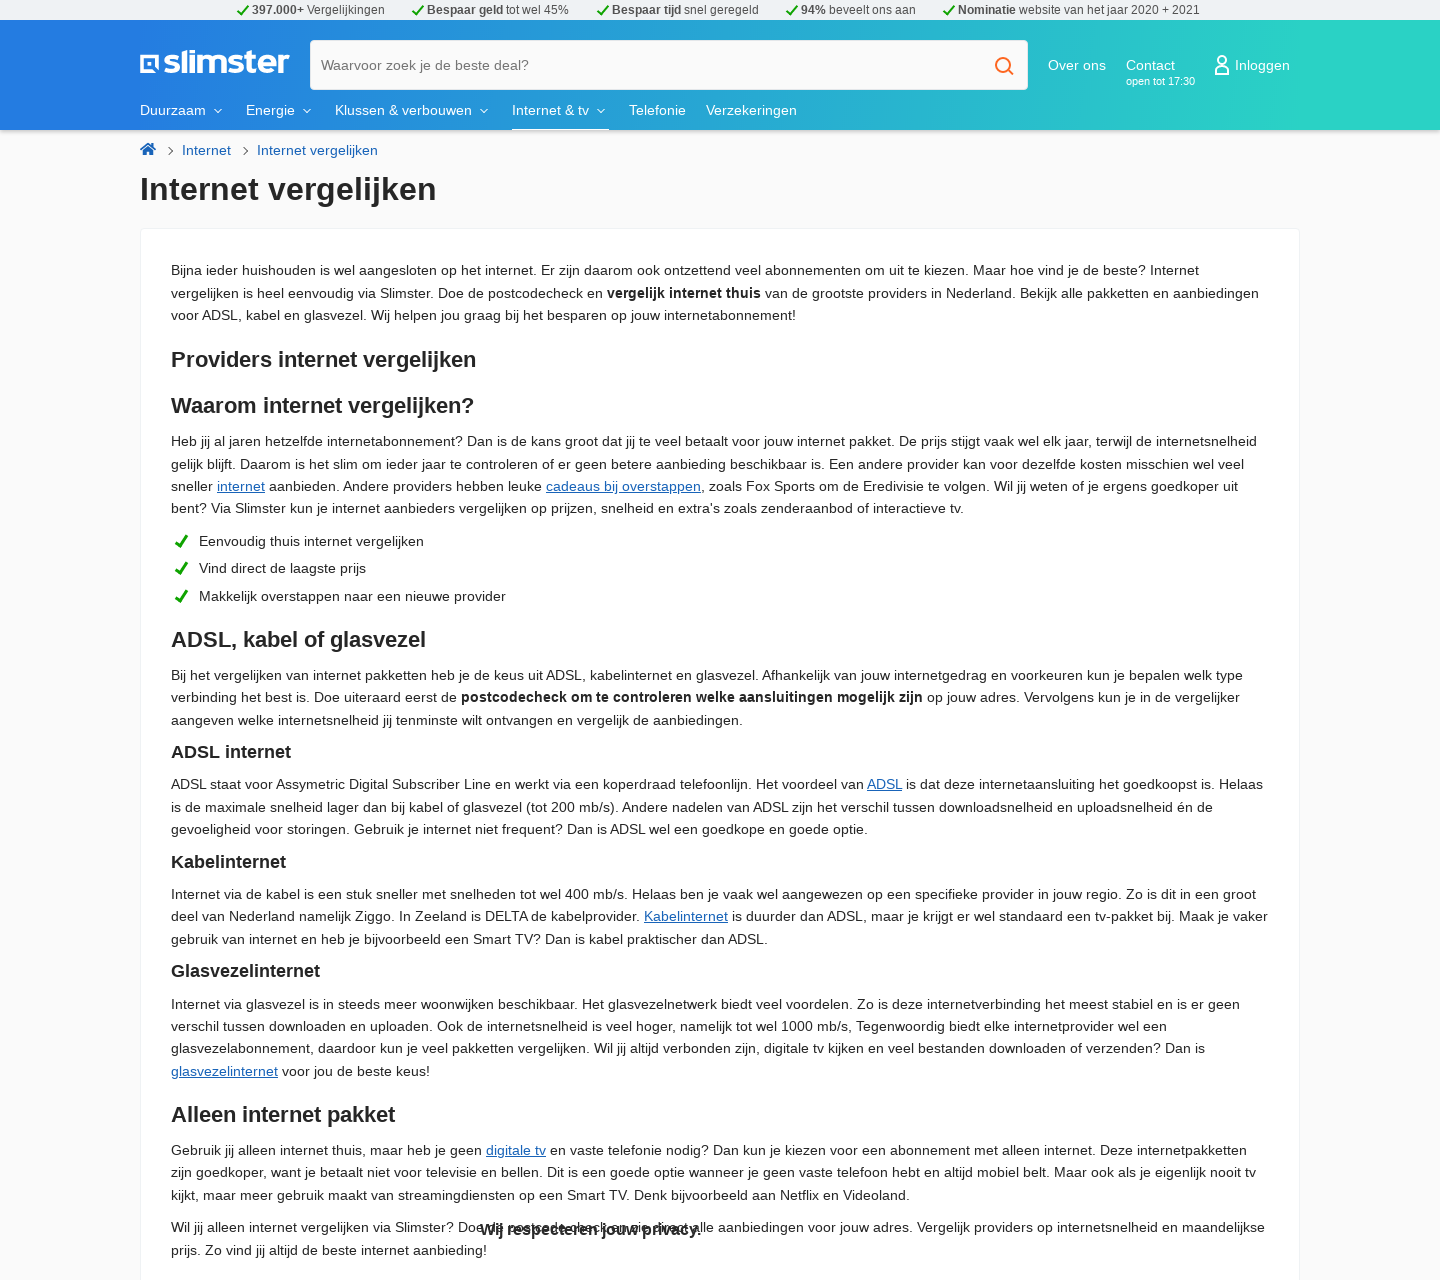 397.000+ Vergelijkingen Bespaar geld tot wel 45% Bespaar tijd snel geregeld 94% beveelt ons aan Nominatie website van het jaar 2020 + 2021
slimster Waarvoor zoek je de beste deal? Over ons Contact Inloggen
open tot 17:30
Duurzaam Energie Klussen & verbouwen Internet & tv Telefonie Verzekeringen
Internet Internet vergelijken
Internet vergelijken
Bijna ieder huishouden is wel aangesloten op het internet. Er zijn daarom ook ontzettend veel abonnementen om uit te kiezen. Maar hoe vind je de beste? Internet
vergelijken is heel eenvoudig via Slimster. Doe de postcodecheck en vergelijk internet thuis van de grootste providers in Nederland. Bekijk alle pakketten en aanbiedingen
voor ADSL, kabel en glasvezel. Wij helpen jou graag bij het besparen op jouw internetabonnement!
Providers internet vergelijken
Waarom internet vergelijken?
Heb jij al jaren hetzelfde internetabonnement? Dan is de kans groot dat jij te veel betaalt voor jouw internet pakket. De prijs stijgt vaak wel elk jaar, terwijl de internetsnelheid
gelijk blijft. Daarom is het slim om ieder jaar te controleren of er geen betere aanbieding beschikbaar is. Een andere provider kan voor dezelfde kosten misschien wel veel
sneller internet aanbieden. Andere providers hebben leuke cadeaus bij overstappen, zoals Fox Sports om de Eredivisie te volgen. Wil jij weten of je ergens goedkoper uit
bent? Via Slimster kun je internet aanbieders vergelijken op prijzen, snelheid en extra's zoals zenderaanbod of interactieve tv.
Eenvoudig thuis internet vergelijken
Vind direct de laagste prijs
Makkelijk overstappen naar een nieuwe provider
ADSL, kabel of glasvezel
Bij het vergelijken van internet pakketten heb je de keus uit ADSL, kabelinternet en glasvezel. Afhankelijk van jouw internetgedrag en voorkeuren kun je bepalen welk type
verbinding het best is. Doe uiteraard eerst de postcodecheck om te controleren welke aansluitingen mogelijk zijn op jouw adres. Vervolgens kun je in de vergelijker
aangeven welke internetsnelheid jij tenminste wilt ontvangen en vergelijk de aanbiedingen.
ADSL internet
ADSL staat voor Assymetric Digital Subscriber Line en werkt via een koperdraad telefoonlijn. Het voordeel van ADSL is dat deze internetaansluiting het goedkoopst is. Helaas
is de maximale snelheid lager dan bij kabel of glasvezel (tot 200 mb/s). Andere nadelen van ADSL zijn het verschil tussen downloadsnelheid en uploadsnelheid én de
gevoeligheid voor storingen. Gebruik je internet niet frequent? Dan is ADSL wel een goedkope en goede optie.
Kabelinternet
Internet via de kabel is een stuk sneller met snelheden tot wel 400 mb/s. Helaas ben je vaak wel aangewezen op een specifieke provider in jouw regio. Zo is dit in een groot
deel van Nederland namelijk Ziggo. In Zeeland is DELTA de kabelprovider. Kabelinternet is duurder dan ADSL, maar je krijgt er wel standaard een tv-pakket bij. Maak je vaker
gebruik van internet en heb je bijvoorbeeld een Smart TV? Dan is kabel praktischer dan ADSL.
Glasvezelinternet
Internet via glasvezel is in steeds meer woonwijken beschikbaar. Het glasvezelnetwerk biedt veel voordelen. Zo is deze internetverbinding het meest stabiel en is er geen
verschil tussen downloaden en uploaden. Ook de internetsnelheid is veel hoger, namelijk tot wel 1000 mb/s, Tegenwoordig biedt elke internetprovider wel een
glasvezelabonnement, daardoor kun je veel pakketten vergelijken. Wil jij altijd verbonden zijn, digitale tv kijken en veel bestanden downloaden of verzenden? Dan is
glasvezelinternet voor jou de beste keus!
Alleen internet pakket
Gebruik jij alleen internet thuis, maar heb je geen digitale tv en vaste telefonie nodig? Dan kun je kiezen voor een abonnement met alleen internet. Deze internetpakketten
zijn goedkoper, want je betaalt niet voor televisie en bellen. Dit is een goede optie wanneer je geen vaste telefoon hebt en altijd mobiel belt. Maar ook als je eigenlijk nooit tv
kijkt, maar meer gebruik maakt van streamingdiensten op een Smart TV. Denk bijvoorbeeld aan Netflix en Videoland.
Wil jij alleen internet vergelijken via Slimster? Doe de postcodecheck en zie direct alle aanbiedingen voor jouw adres. Vergelijk providers op internetsnelheid en maandelijkse
Wij respecteren jouw privacy.
prijs. Zo vind jij altijd de beste internet aanbieding!